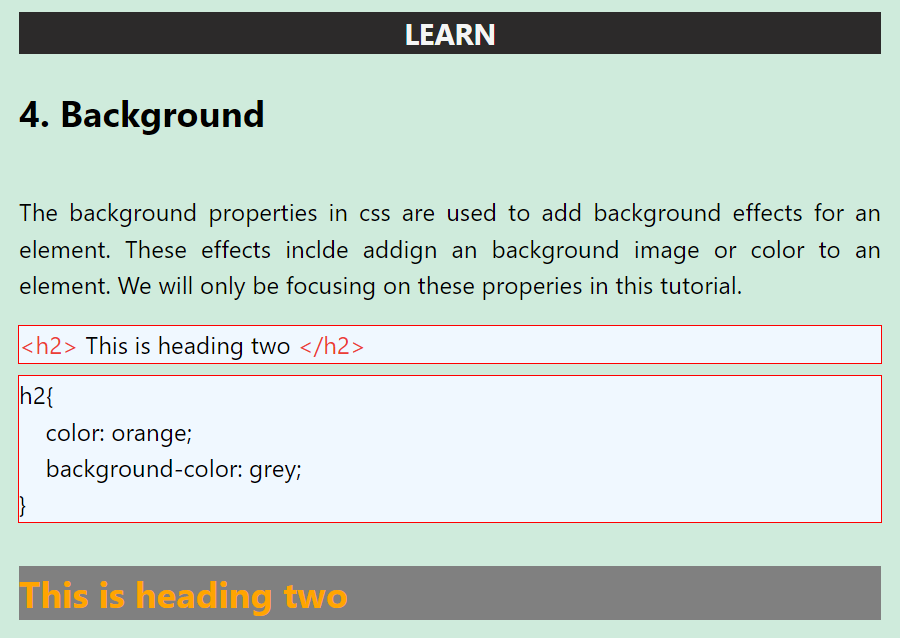 LEARN
4. Background
The background properties in css are used to add background effects for an
element. These effects inclde addign an background image or color to an
element. We will only be focusing on these properies in this tutorial.
<h2> This is heading two </h2>
h2{
color: orange;
background-color: grey;
}
This is heading two